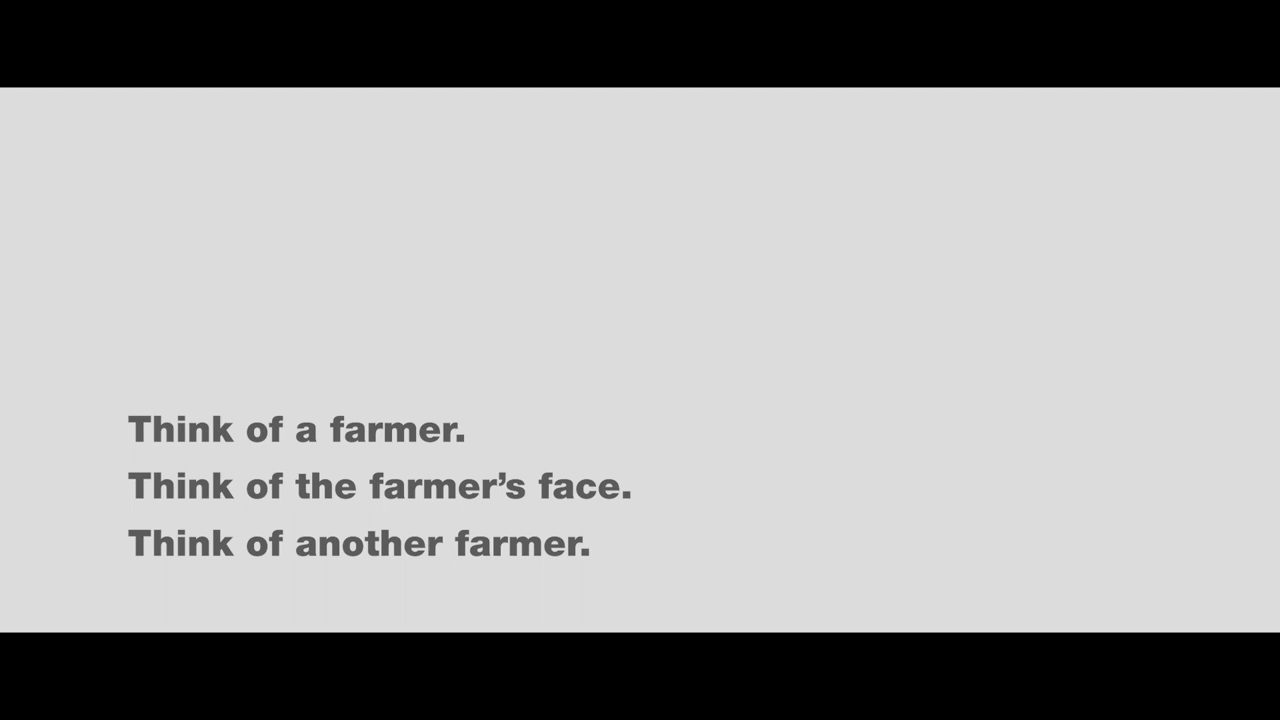 Think of a farmer.
Think of the farmer’s face.
Think of another farmer.